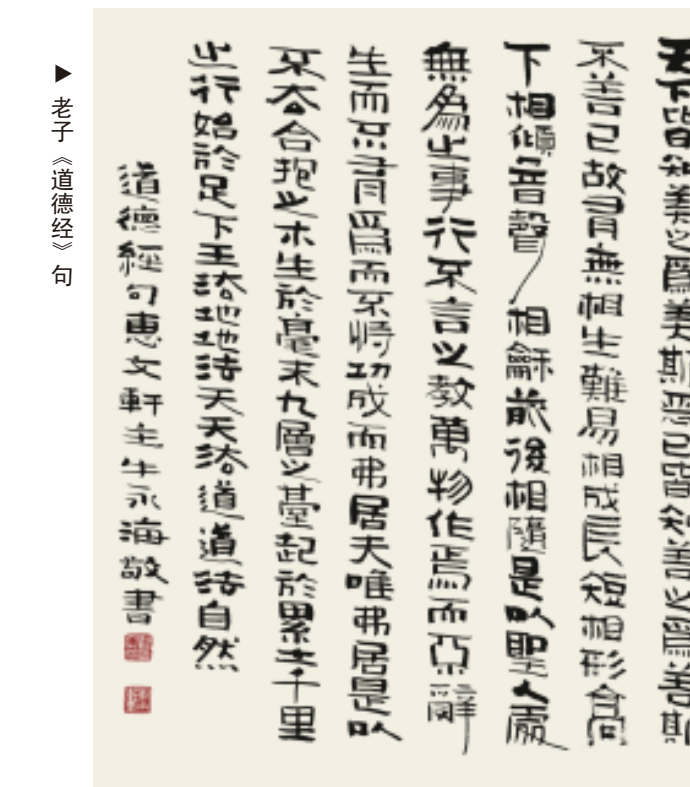 天下皆知美之為美斯惡已皆知善之為善斯
不善已故有無相生難易相成長短相形高
下相傾音聲相龢前後相隨是以聖人處
無為之事行不言之教萬物作焉而不辭
生而不有為而不恃功成而弗居夫唯弗居是以
不去合抱之木生於毫末九層之臺起於累土千里
之行始於足下王法地地法天天法道道法自然
道德經句惠文軒主牛永海敬書
▶老子《道德经》句